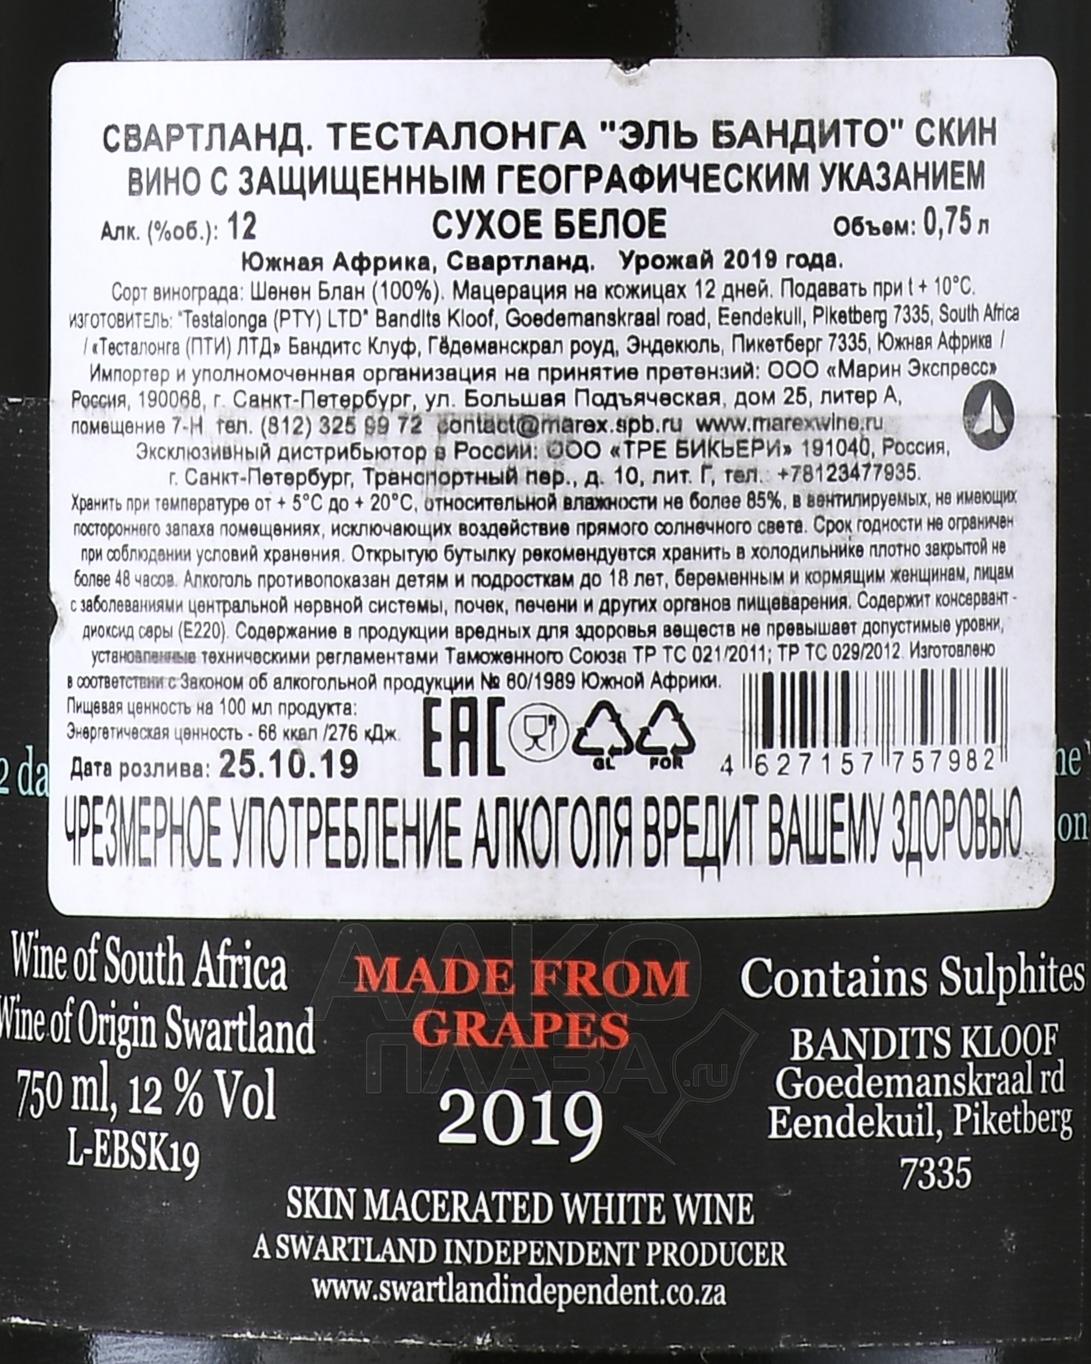 СВАРТЛАНД. ТЕСТАЛОНГА "ЭЛЬ БАНДИТО" СКИН
ВИНО С ЗАЩИЩЕННЫМ ГЕОГРАФИЧЕСКИМ УКАЗАНИЕМ
Алк. (%об.): 12 СУХОЕ БЕЛОЕ Объем: 0,75 л
Южная Африка, Свартланд. Урожай 2019 года.
Сорт винограда: Шенен Блан (100%). Мацерация на кожицах 12 дней. Подавать при t + 10°С.
ИЗГОТОВИТЕЛЬ: "Testalonga (PTY) LTD" Bandits Kloof, Goedemanskraal road, Eendekuil, Piketberg 7335, South Africa
/ «Тесталонга (ПТИ) ЛТД» Бандитс Клуф, Гёдеманскрал роуд, Эндекюль, Пикетберг 7335, Южная Африка /
Импортер и уполномоченная организация на принятие претензий: ООО «Марин Экспресс»
Россия, 190068, г. Санкт-Петербург, ул. Большая Подъяческая, дом 25, литер А,
помещение 7-Н тел. (812) 325 99 72 contact@marex.spb.ru www.marexwine.ru
Эксклюзивный дистрибьютор в России: ООО «ТРЕ БИКЬЕРИ» 191040, Россия,
г. Санкт-Петербург, Транспортный пер., д. 10, лит. Г, тел. +78123477935.
Хранить при температуре от + 5°С до + 20°С, относительной влажности не более 85%, в вентилируемых, не имеющих
постороннего запаха помещениях, исключающих воздействие прямого солнечного света. Срок годности не ограничен
при соблюдении условий хранения. Открытую бутылку рекомендуется хранить в холодильнике плотно закрытой не
более 48 часов. Алкоголь противопоказан детям и подросткам до 18 лет, беременным и кормящим женщинам, лицам
с заболеваниями центральной нервной системы, почек, печени и других органов пищеварения. Содержит консервант -
диоксид серы (Е220). Содержание в продукции вредных для здоровья веществ не превышает допустимые уровни,
установленные техническими регламентами Таможенного Союза ТР ТС 021/2011; ТР ТС 029/2012. Изготовлено
в соответствии с Законом об алкогольной продукции № 60/1989 Южной Африки.
Пищевая ценность на 100 мл продукта:
Энергетическая ценность - 66 ккал /276 кДж.
Дата розлива: 25.10.19
EAC
GL FOR
4 627157 757982
ЧРЕЗМЕРНОЕ УПОТРЕБЛЕНИЕ АЛКОГОЛЯ ВРЕДИТ ВАШЕМУ ЗДОРОВЬЮ
2 da
he
on
Wine of South Africa
Wine of Origin Swartland
750 ml, 12 % Vol
L-EBSK19
MADE FROM
GRAPES
2019
Contains Sulphites
BANDITS KLOOF
Goedemanskraal rd
Eendekuil, Piketberg
7335
SKIN MACERATED WHITE WINE
A SWARTLAND INDEPENDENT PRODUCER
www.swartlandindependent.co.za
АЛКО
ПЛАЗА.ru